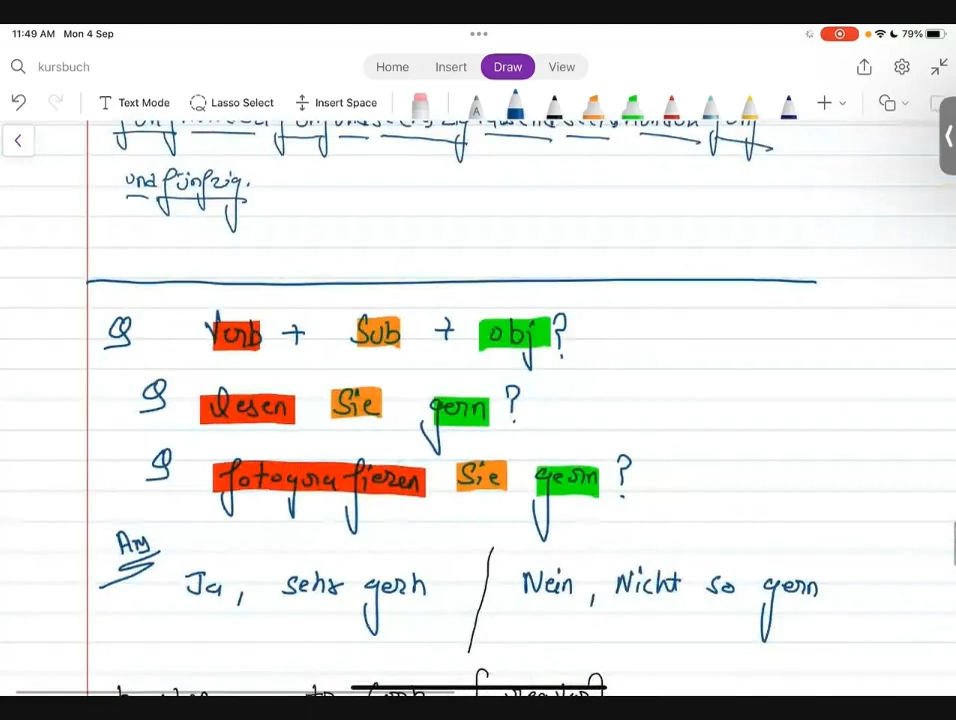 11:49 AM Mon 4 Sep 79%
kursbuch Home Insert Draw View
Text Mode Lasso Select Insert Space
und fünfzig.
Q Verb + Sub + obj?
Q lesen Sie gern?
Q fotografieren Sie gern?
Ans
Ja, sehr gern / Nein, Nicht so gern